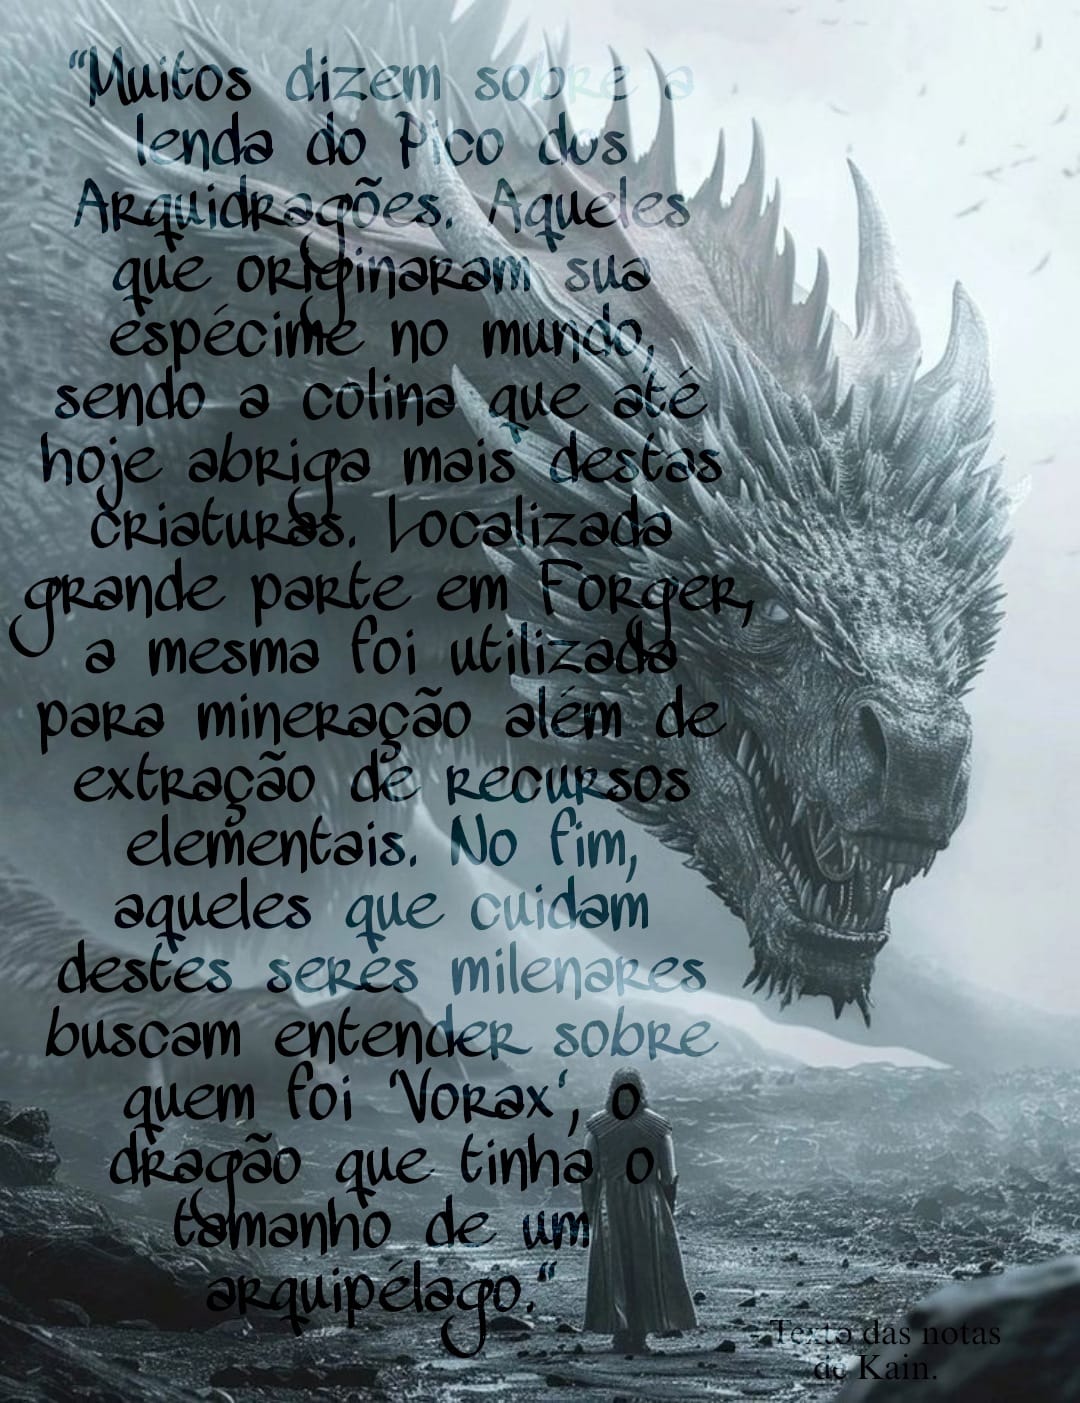 “Muitos dizem sobre a
lenda do Pico dos
Arquidragões. Aqueles
que originaram sua
espécime no mundo,
sendo a colina que até
hoje abriga mais destas
criaturas. Localizada
grande parte em Forger,
a mesma foi utilizada
para mineração além de
extração de recursos
elementais. No fim,
aqueles que cuidam
destes seres milenares
buscam entender sobre
quem foi ‘Vorax‘, o
dragão que tinha o
tamanho de um
arquipélago.“
Texto das notas
de Kain.